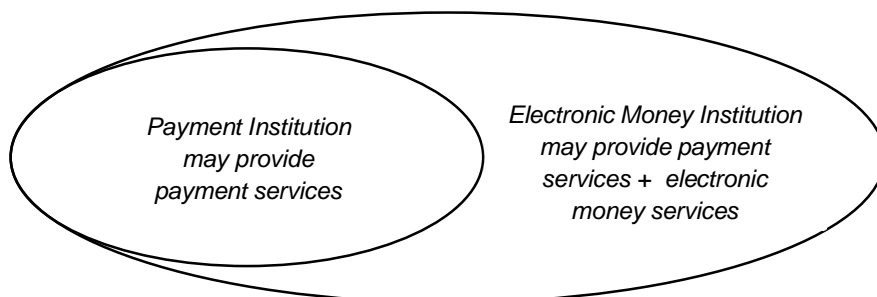 Payment Institution
may provide
payment services
Electronic Money Institution
may provide payment
services + electronic
money services